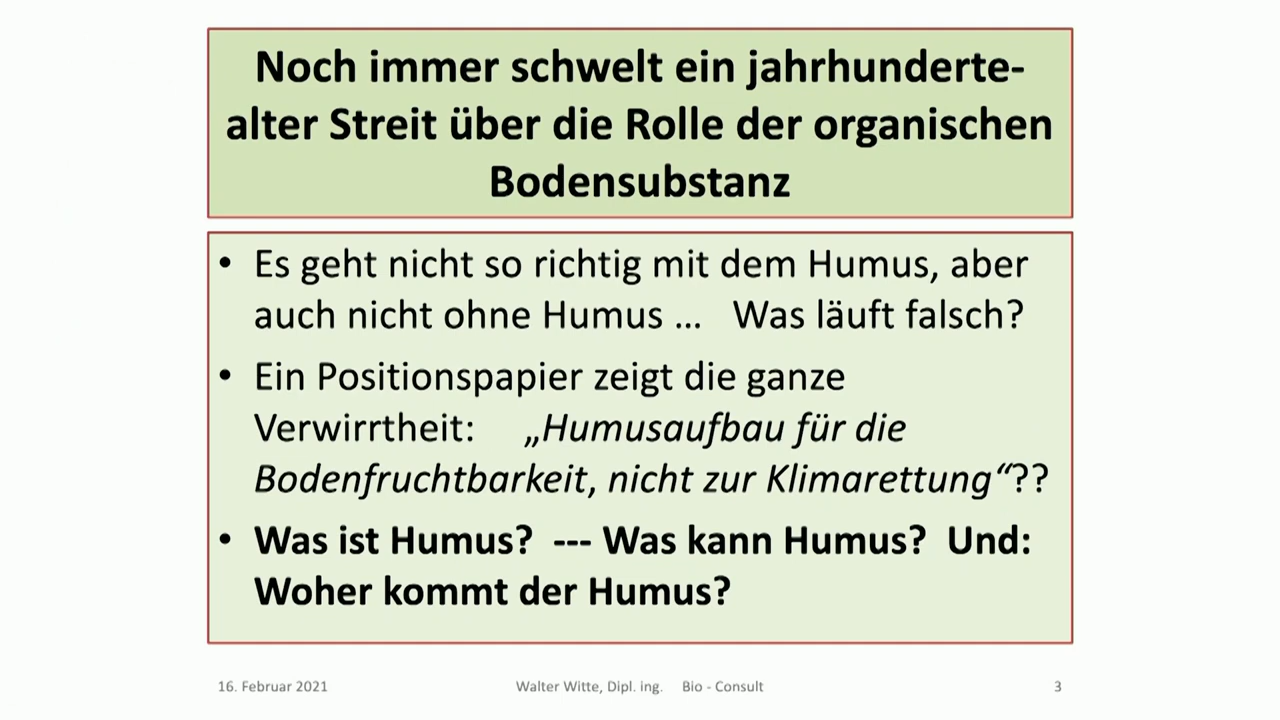 Noch immer schwelt ein jahrhunderte-
alter Streit über die Rolle der organischen
Bodensubstanz
• Es geht nicht so richtig mit dem Humus, aber
auch nicht ohne Humus … Was läuft falsch?
• Ein Positionspapier zeigt die ganze
Verwirrtheit: „Humusaufbau für die
Bodenfruchtbarkeit, nicht zur Klimarettung“??
• Was ist Humus? --- Was kann Humus? Und:
Woher kommt der Humus?
16. Februar 2021 Walter Witte, Dipl. ing. Bio - Consult 3